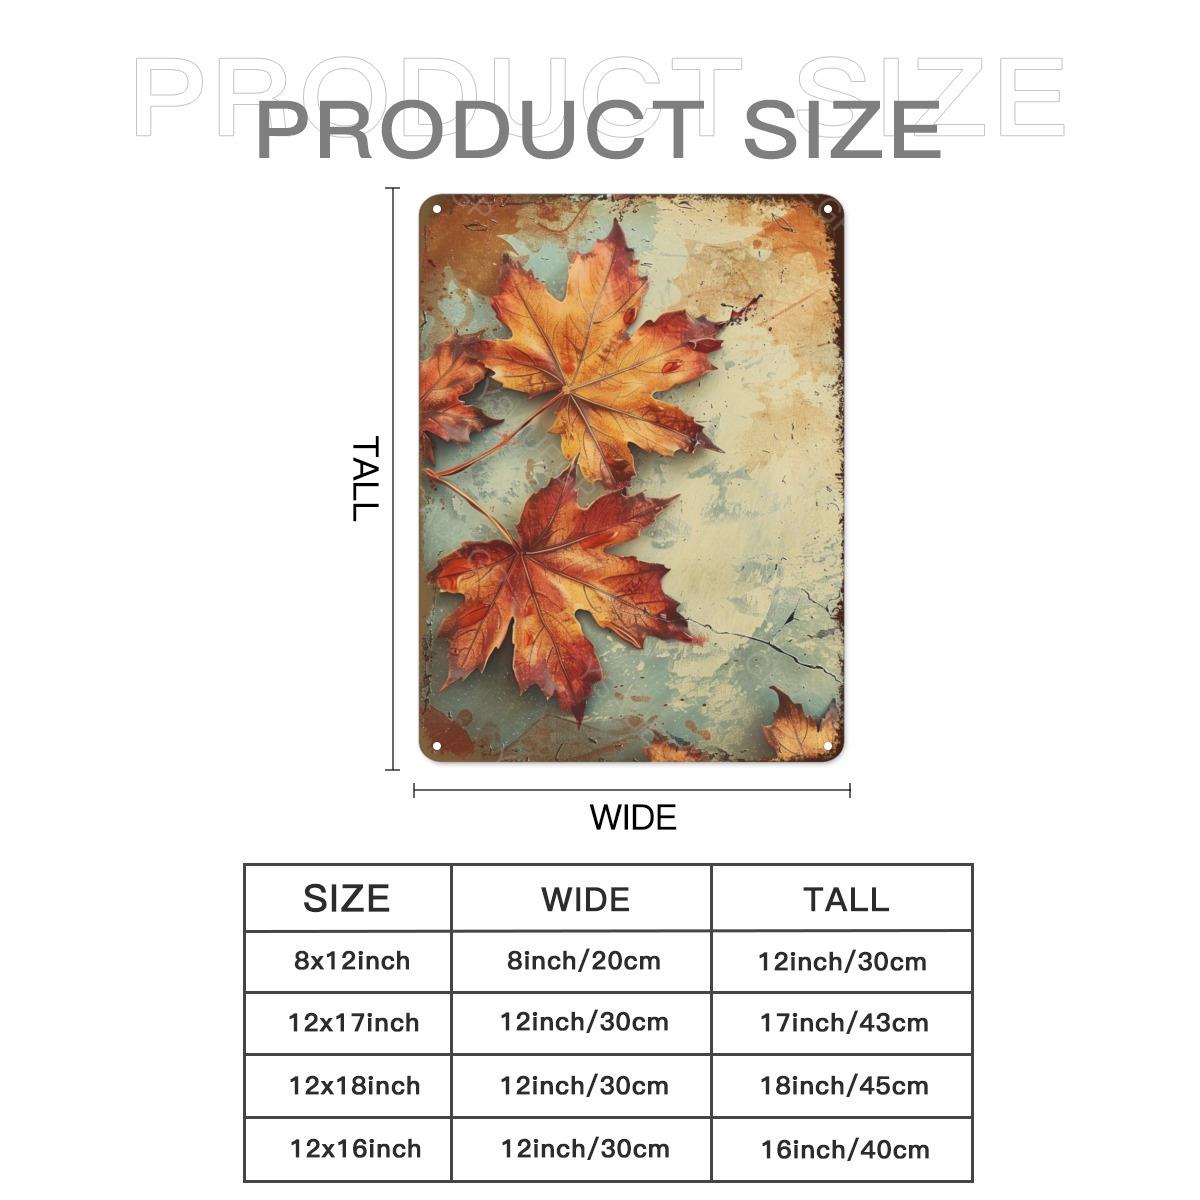 PRODUCT SIZE
PRODUCT SIZE
TALL
WIDE
SIZE WIDE TALL
8x12inch 8inch/20cm 12inch/30cm
12x17inch 12inch/30cm 17inch/43cm
12x18inch 12inch/30cm 18inch/45cm
12x16inch 12inch/30cm 16inch/40cm